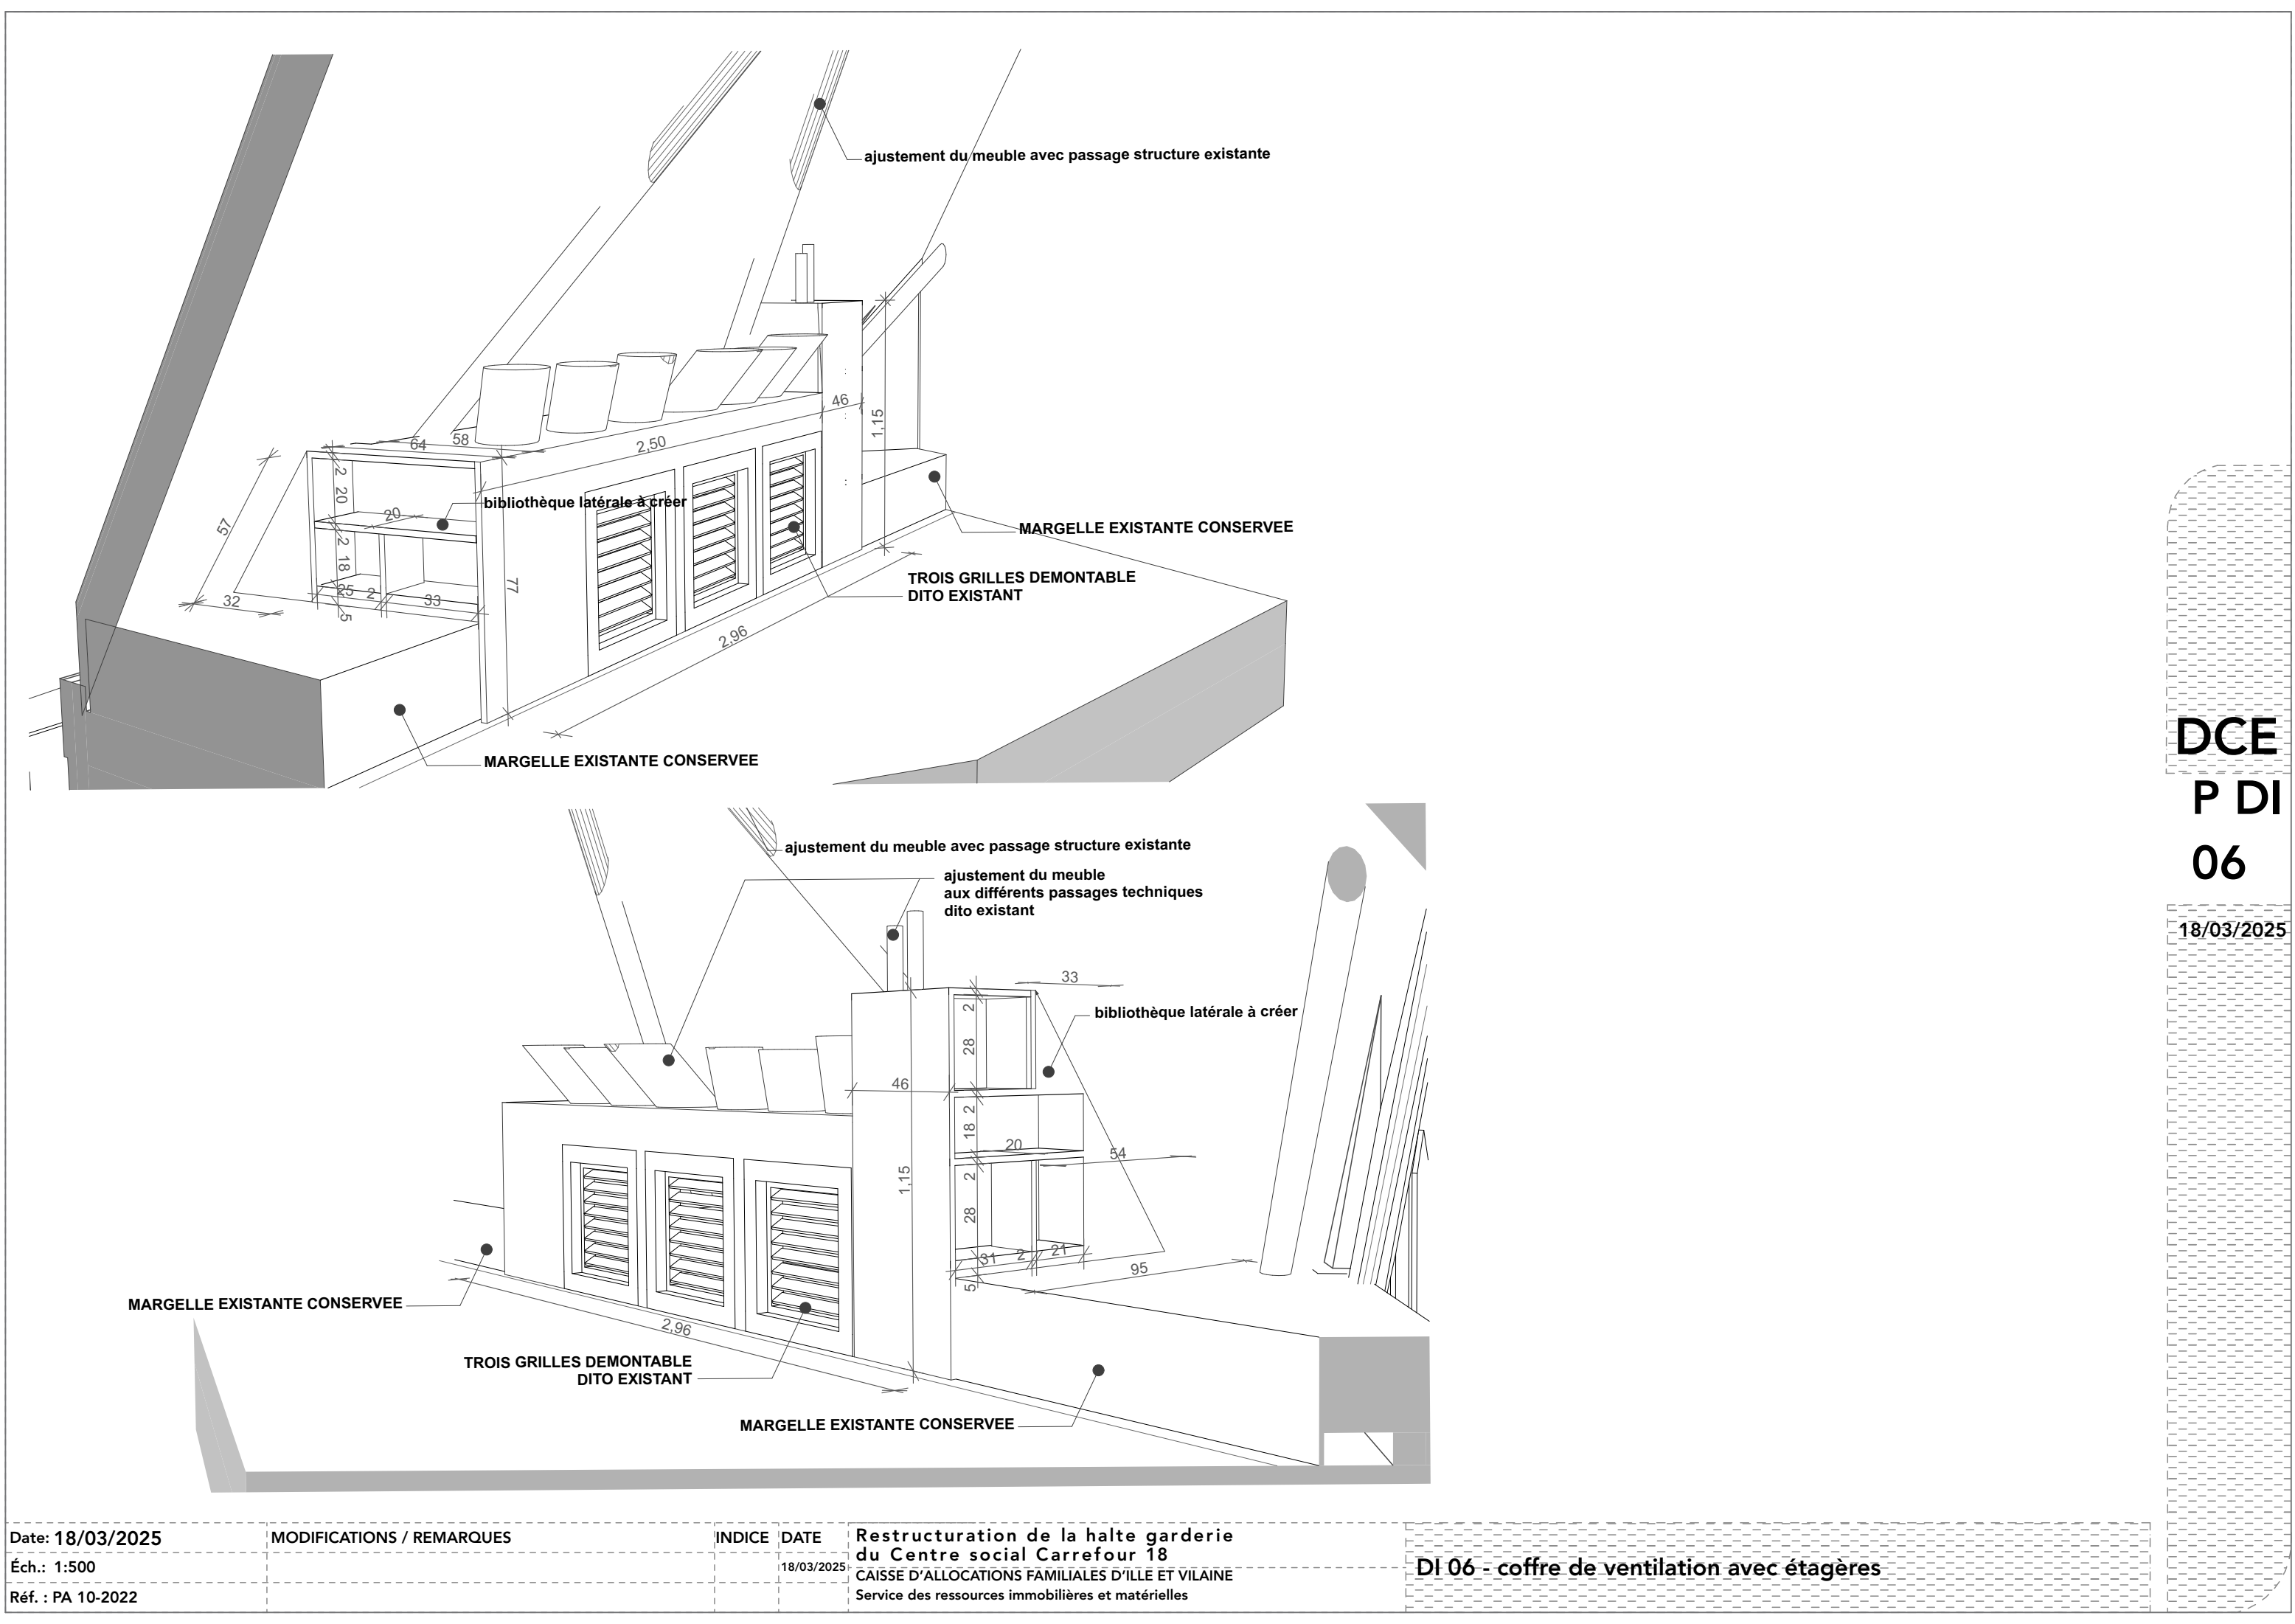 ajustement du meuble avec passage structure existante
46
1,15
64
58
2,50
2
20
bibliothèque latérale à créer
20
57
MARGELLE EXISTANTE CONSERVEE
2
18
77
TROIS GRILLES DEMONTABLE
DITO EXISTANT
25
2
33
32
5
2,96
MARGELLE EXISTANTE CONSERVEE
ajustement du meuble avec passage structure existante
ajustement du meuble
aux différents passages techniques
dito existant
33
2
bibliothèque latérale à créer
28
46
2
18
20
54
1,15
2
28
31
2
21
95
5
MARGELLE EXISTANTE CONSERVEE
2,96
TROIS GRILLES DEMONTABLE
DITO EXISTANT
MARGELLE EXISTANTE CONSERVEE
DCE
P DI
06
18/03/2025
Date: 18/03/2025
Éch.: 1:500
Réf. : PA 10-2022
MODIFICATIONS / REMARQUES
INDICE
DATE
18/03/2025
Restructuration de la halte garderie
du Centre social Carrefour 18
CAISSE D'ALLOCATIONS FAMILIALES D'ILLE ET VILAINE
Service des ressources immobilières et matérielles
DI 06 - coffre de ventilation avec étagères